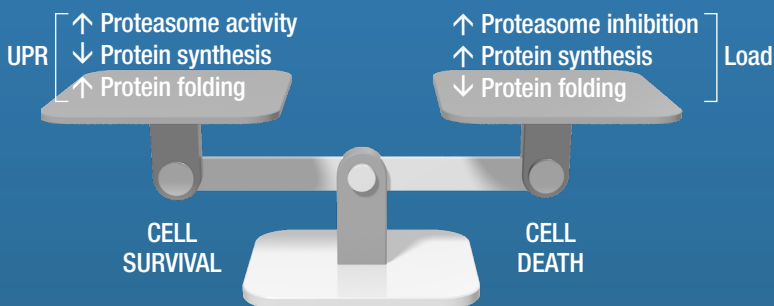 UPR
↑ Proteasome activity
↓ Protein synthesis
↑ Protein folding
↑ Proteasome inhibition
↑ Protein synthesis
↓ Protein folding
Load
CELL
SURVIVAL
CELL
DEATH